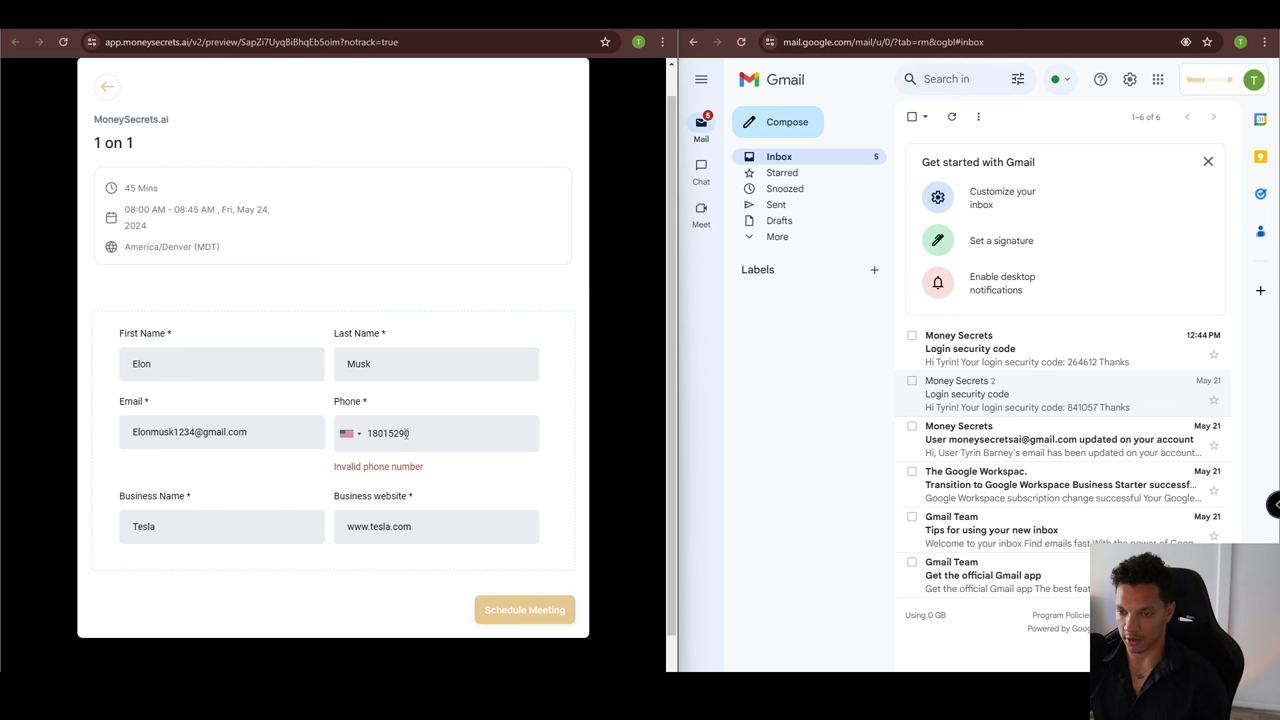 app.moneysecrets.ai/v2/preview/SapZi7UyqBiBhqEb5oim?notrack=true
T
MoneySecrets.ai
1 on 1
45 Mins
08:00 AM - 08:45 AM , Fri, May 24,
2024
America/Denver (MDT)
First Name *
Last Name *
Elon
Musk
Email *
Phone *
Elonmusk1234@gmail.com
18015290
Invalid phone number
Business Name *
Business website *
Tesla
www.tesla.com
Schedule Meeting
mail.google.com/mail/u/0/?tab=rm&ogbl#inbox
T
Gmail
Search in
T
5
Mail
Chat
Meet
Compose
Inbox 5
Starred
Snoozed
Sent
Drafts
More
Labels
1–6 of 6
Get started with Gmail
Customize your
inbox
Set a signature
Enable desktop
notifications
Money Secrets 12:44 PM
Login security code
Hi Tyrin! Your login security code: 264612 Thanks
Money Secrets 2 May 21
Login security code
Hi Tyrin! Your login security code: 841057 Thanks
Money Secrets May 21
User moneysecretsai@gmail.com updated on your account
Hi, User Tyrin Barney's email has been updated on your m...
The Google Workspac. May 21
Transition to Google Workspace Business Starter successf...
Google Workspace subscription change successful Your Google...
Gmail Team May 21
Tips for using your new inbox
Welcome to your inbox Find emails fast With the power of Goog
Gmail Team
Get the official Gmail app
Get the official Gmail app The best feat
Using 0 GB
Program Policies
Powered by Goog